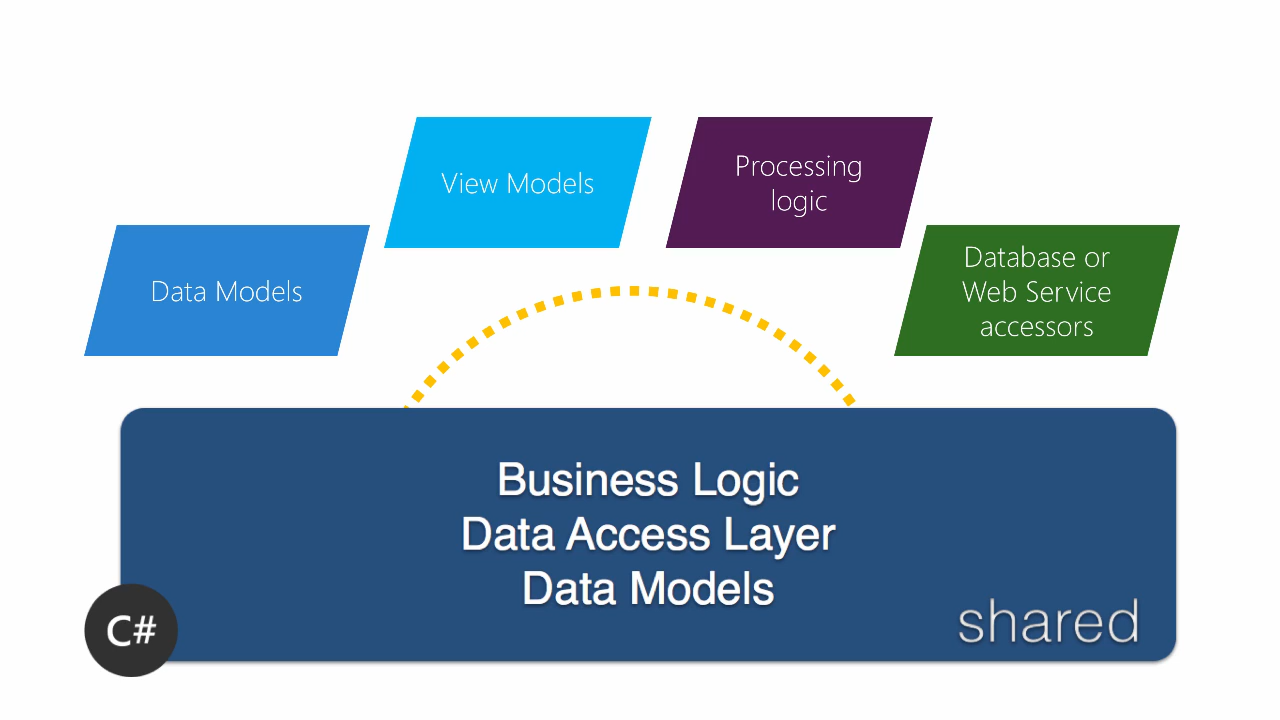 View Models
Processing
logic
Data Models
Database or
Web Service
accessors
Business Logic
Data Access Layer
Data Models
C#
shared